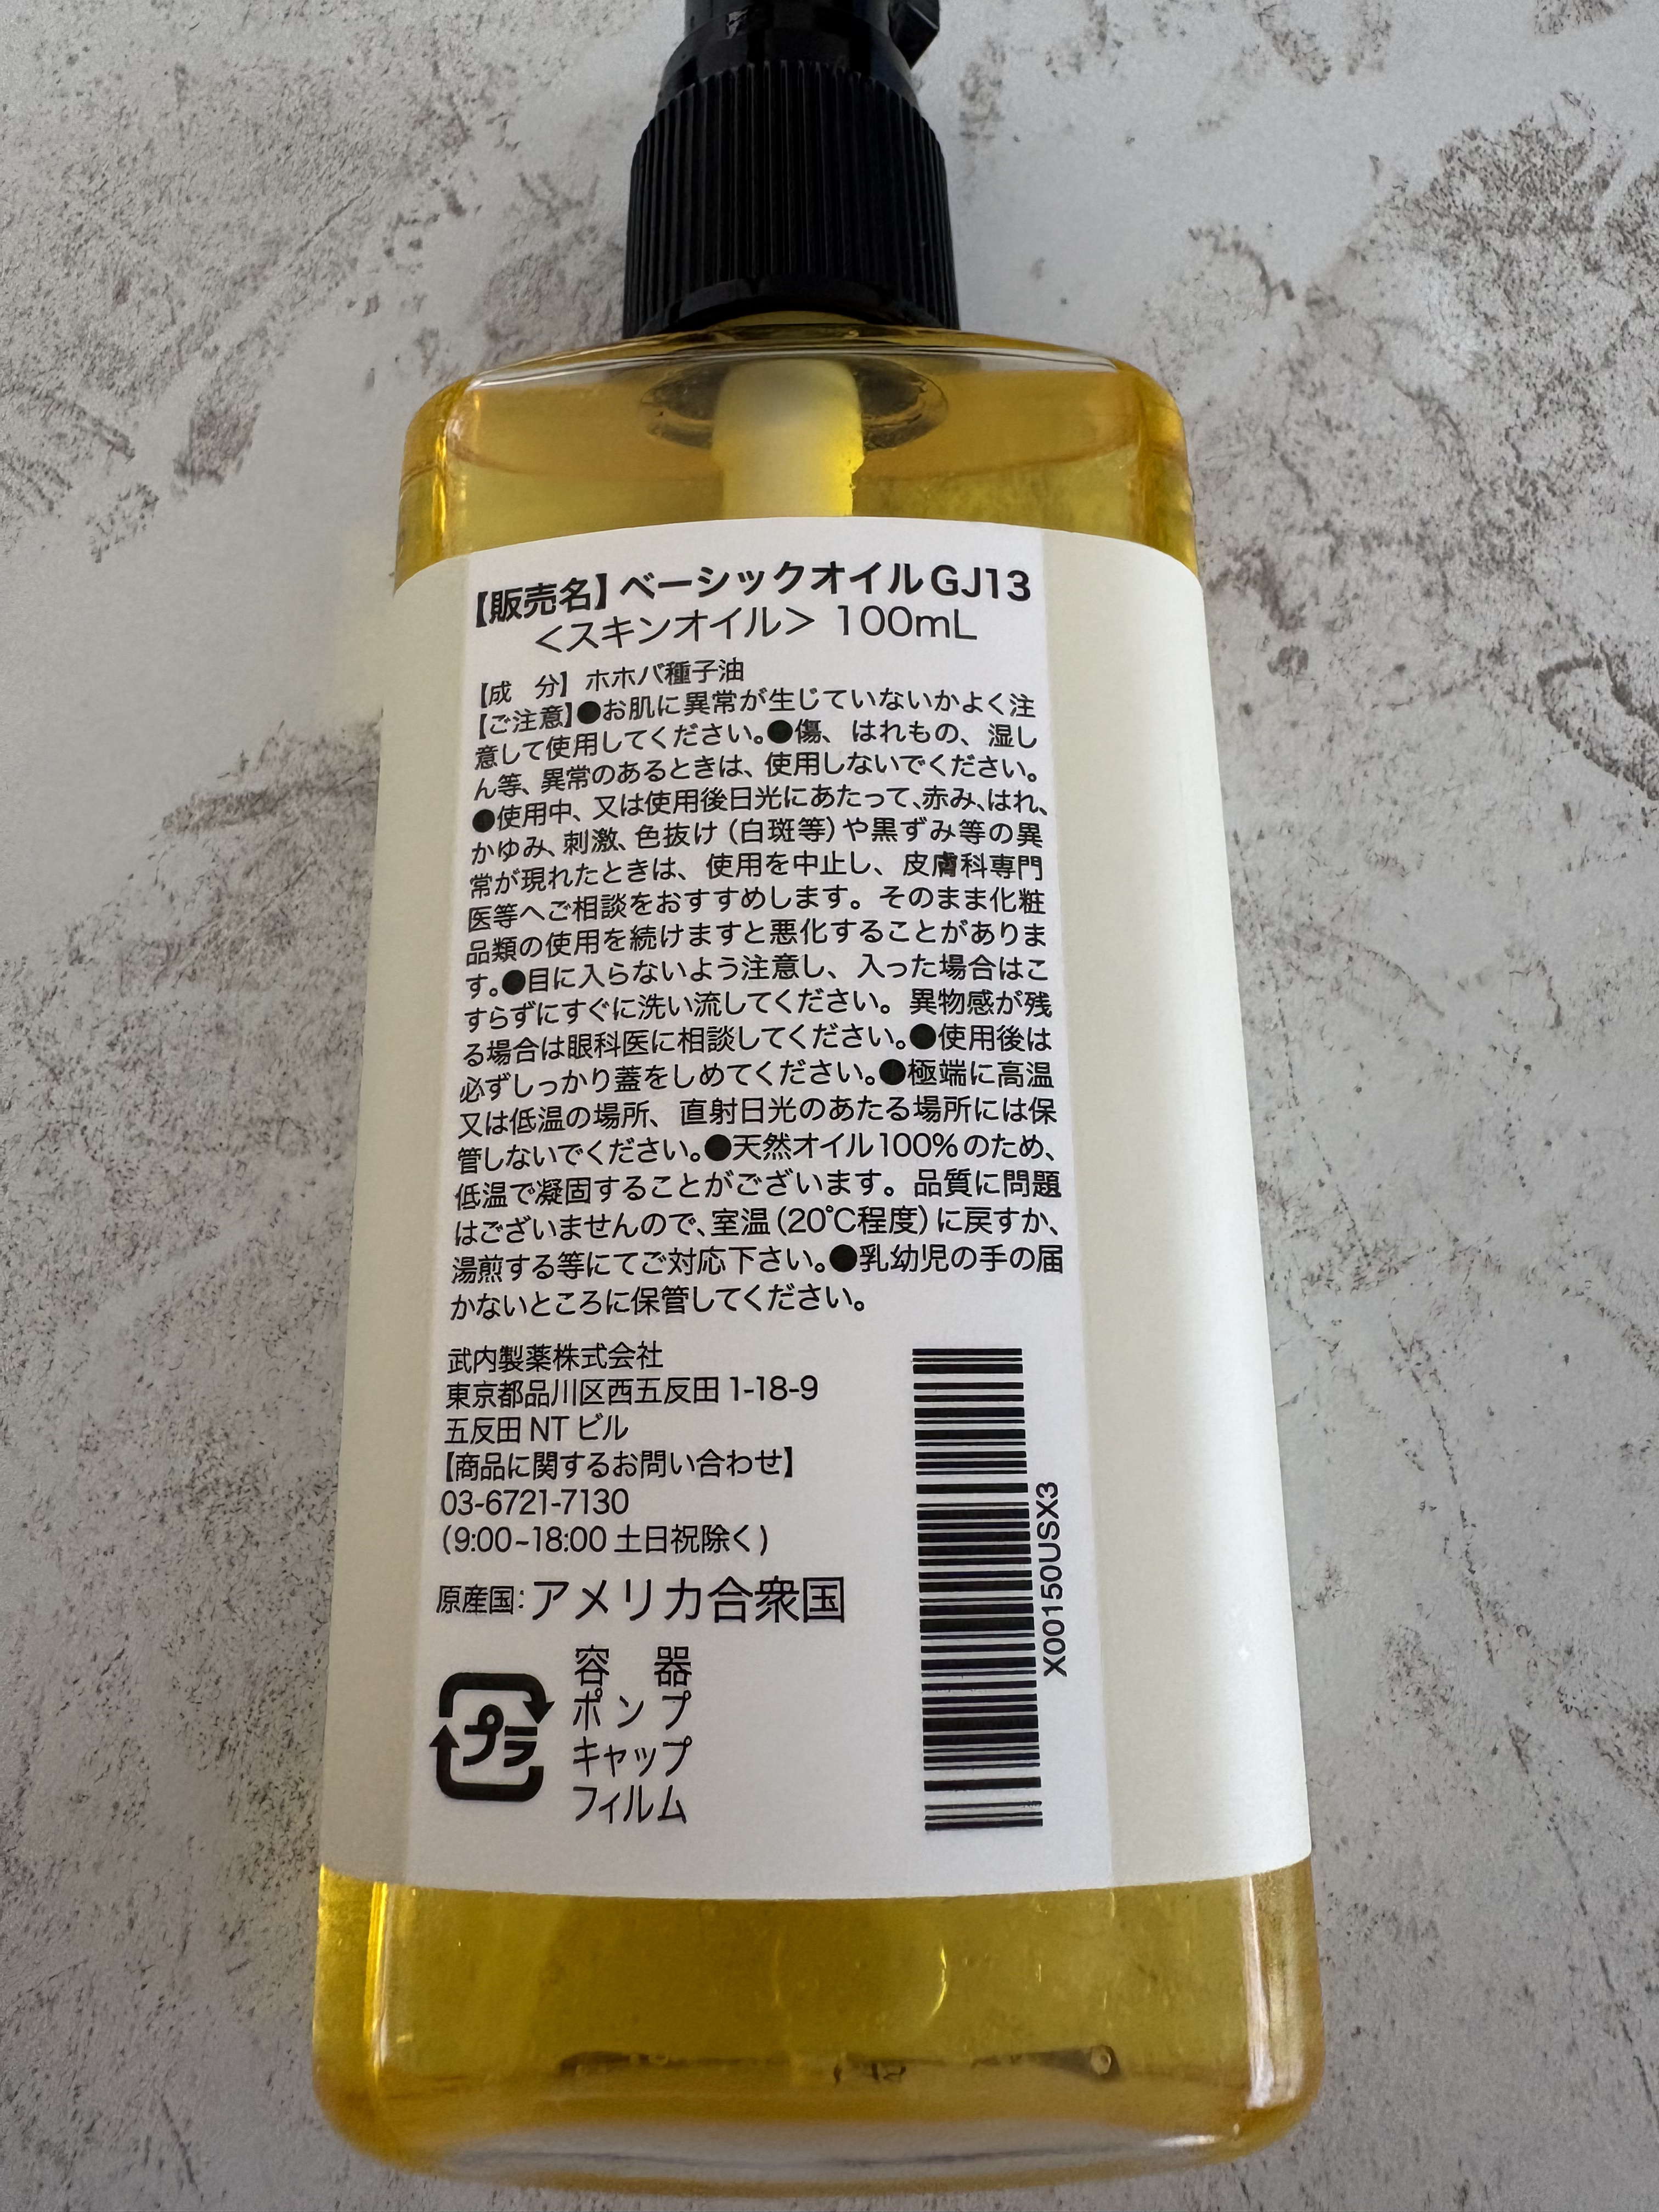 【販売名】ベーシックオイルGJ13
＜スキンオイル＞ 100mL
【成　分】ホホバ種子油
【ご注意】●お肌に異常が生じていないかよく注
意して使用してください。●傷、はれもの、湿し
ん等、異常のあるときは、使用しないでください。
●使用中、又は使用後日光にあたって、赤み、はれ、
かゆみ、刺激、色抜け（白斑等）や黒ずみ等の異
常が現れたときは、使用を中止し、皮膚科専門
医等へご相談をおすすめします。そのまま化粧
品類の使用を続けますと悪化することがありま
す。●目に入らないよう注意し、入った場合はこ
すらずにすぐに洗い流してください。異物感が残
る場合は眼科医に相談してください。●使用後は
必ずしっかり蓋をしめてください。●極端に高温
又は低温の場所、直射日光のあたる場所には保
管しないでください。●天然オイル100%のため、
低温で凝固することがございます。品質に問題
はございませんので、室温（20℃程度）に戻すか、
湯煎する等にてご対応下さい。●乳幼児の手の届
かないところに保管してください。
武内製薬株式会社
東京都品川区西五反田 1-18-9
五反田 NT ビル
【商品に関するお問い合わせ】
03-6721-7130
（9:00~18:00 土日祝除く）
原産国：アメリカ合衆国
プラ
容　器
ポンプ
キャップ
フィルム
X00150USX3